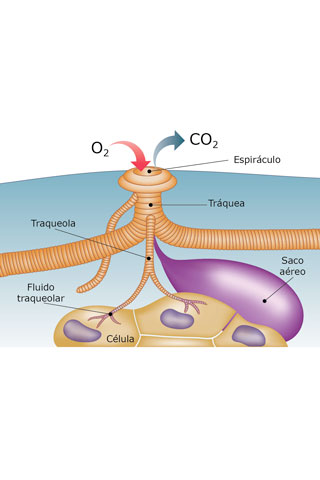 O2
CO2
Espiráculo
Tráquea
Traqueola
Saco
aéreo
Fluido
traqueolar
Célula